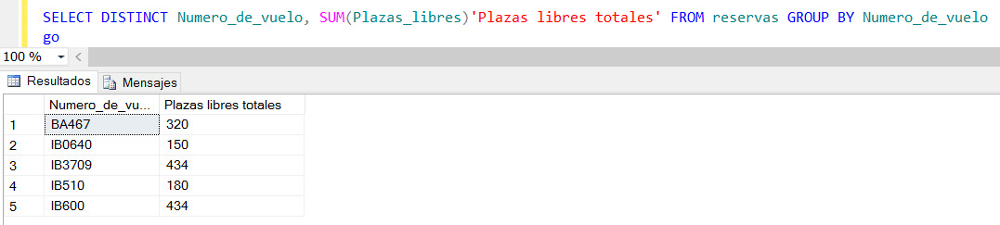 SELECT DISTINCT Numero_de_vuelo, SUM(Plazas_libres)'Plazas libres totales' FROM reservas GROUP BY Numero_de_vuelo
go
100 %
Resultados Mensajes
Numero_de_vu... Plazas libres totales
1 BA467 320
2 IB0640 150
3 IB3709 434
4 IB510 180
5 IB600 434